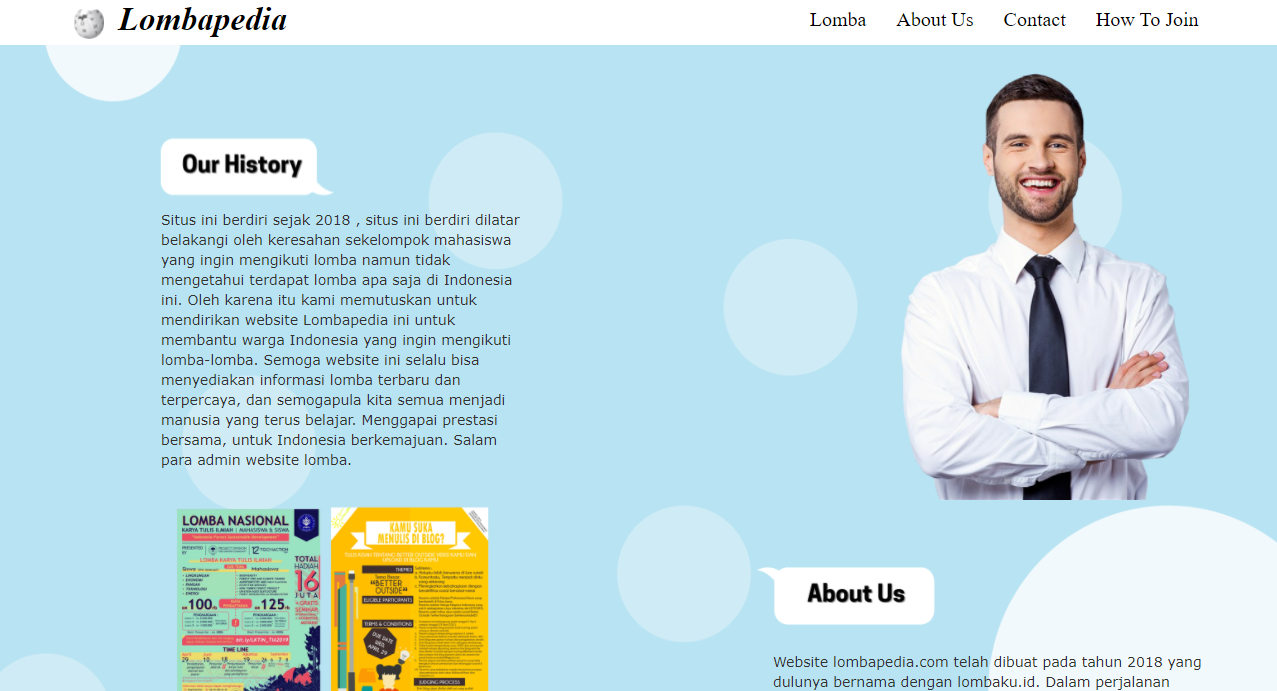 Lombapedia
Lomba
About Us
Contact
How To Join
Our History
Situs ini berdiri sejak 2018 , situs ini berdiri dilatar
belakangi oleh keresahan sekelompok mahasiswa
yang ingin mengikuti lomba namun tidak
mengetahui terdapat lomba apa saja di Indonesia
ini. Oleh karena itu kami memutuskan untuk
mendirikan website Lombapedia ini untuk
membantu warga Indonesia yang ingin mengikuti
lomba-lomba. Semoga website ini selalu bisa
menyediakan informasi lomba terbaru dan
terpercaya, dan semogapula kita semua menjadi
manusia yang terus belajar. Menggapai prestasi
bersama, untuk Indonesia berkemajuan. Salam
para admin website lomba.
LOMBA NASIONAL
KARYA TULIS ILMIAH | MAHASISWA & SISWA
LOMBA KARYA TULIS ILMIAH
TOTAL
HADIAH
16
JUTA
100
125
TIME LINE
KAMU SUKA
MENULIS DI BLOG?
THEMES
"BETTER
OUTSIDE"
ELIGIBLE PARTICIPANTS
TERMS & CONDITIONS
DUE DATE
APRIL 29
JUDGING PROCESS
About Us
Website lombapedia.com telah dibuat pada tahun 2018 yang
dulunya bernama dengan lombaku.id. Dalam perjalanan